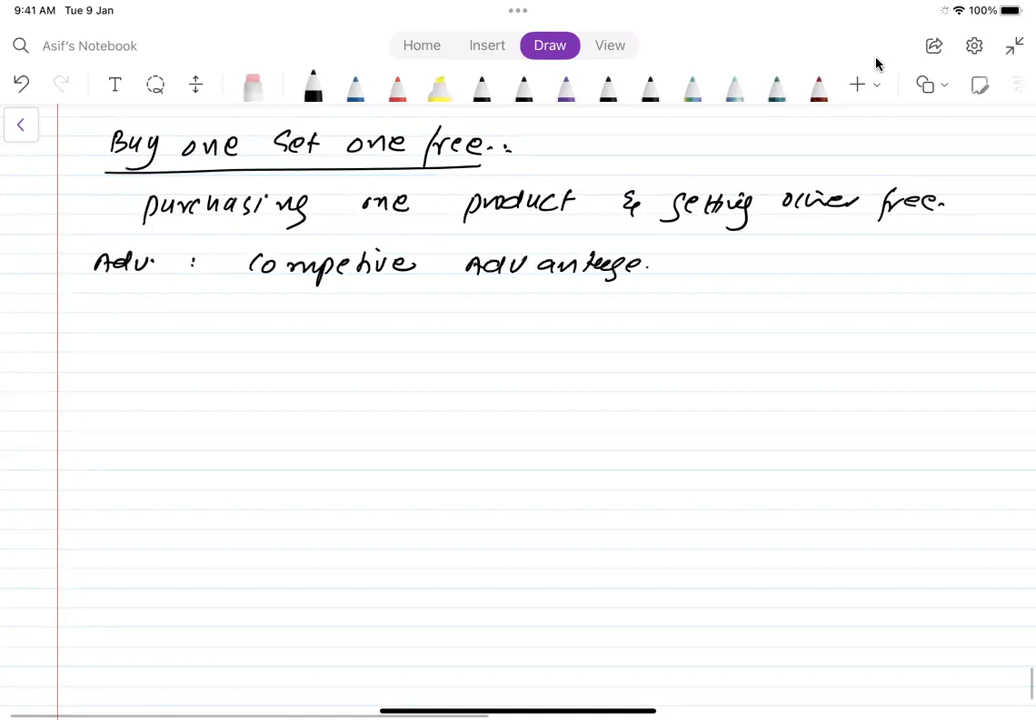 9:41 AM Tue 9 Jan
100%
Asif's Notebook
Home Insert Draw View
T
Buy one Get one free..
purchasing one product & getting other free.
Adv. : Competive Advantage.